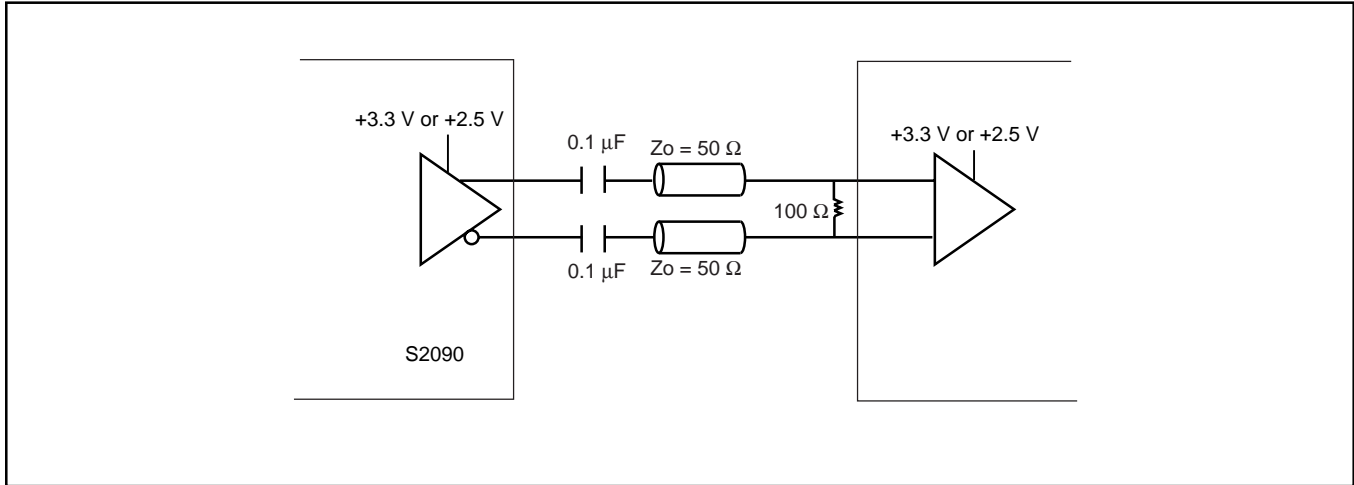 +3.3 V or +2.5 V
0.1 µF
Zo = 50 Ω
+3.3 V or +2.5 V
100 Ω
0.1 µF
Zo = 50 Ω
S2090